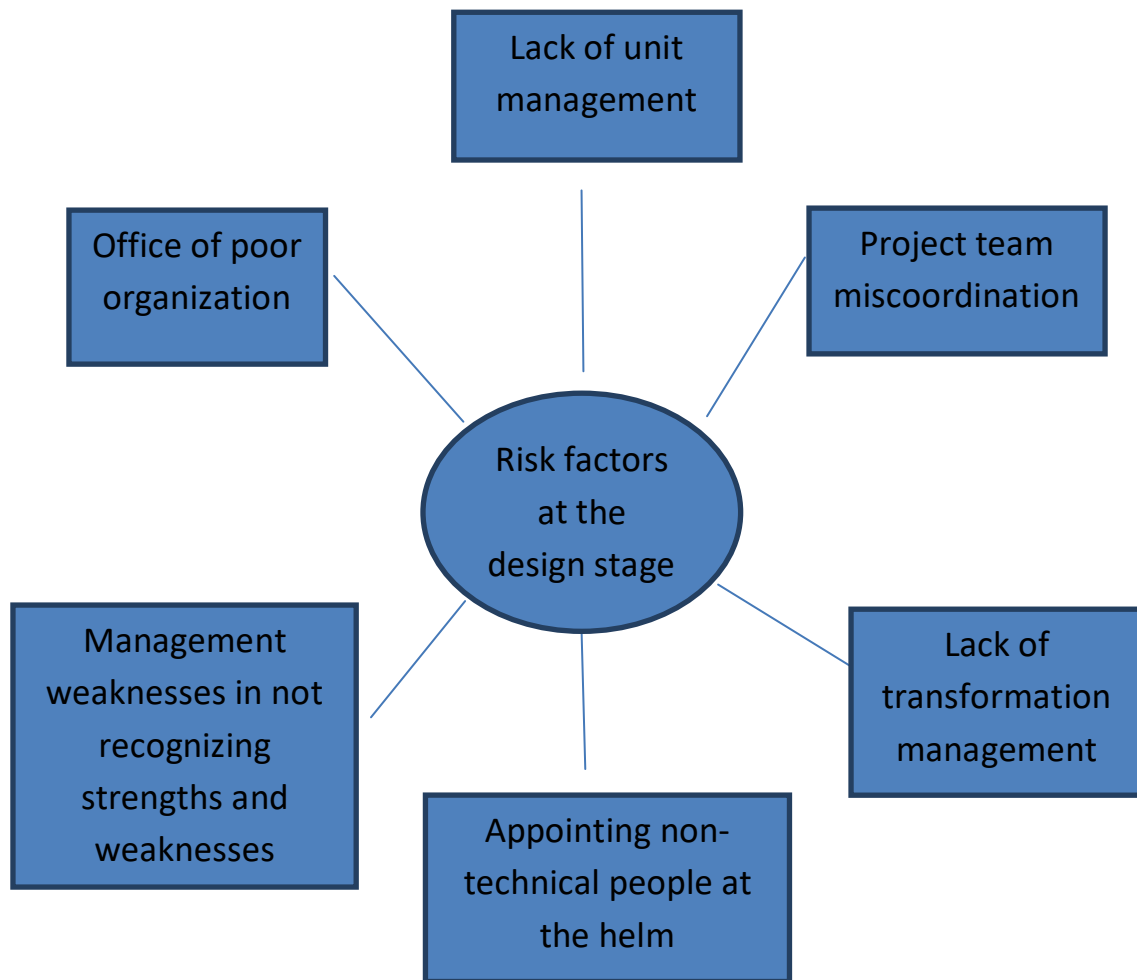 Lack of unit
management
Office of poor
organization
Project team
miscoordination
Risk factors
at the
design stage
Management
weaknesses in not
recognizing
strengths and
weaknesses
Lack of
transformation
management
Appointing non-
technical people at
the helm